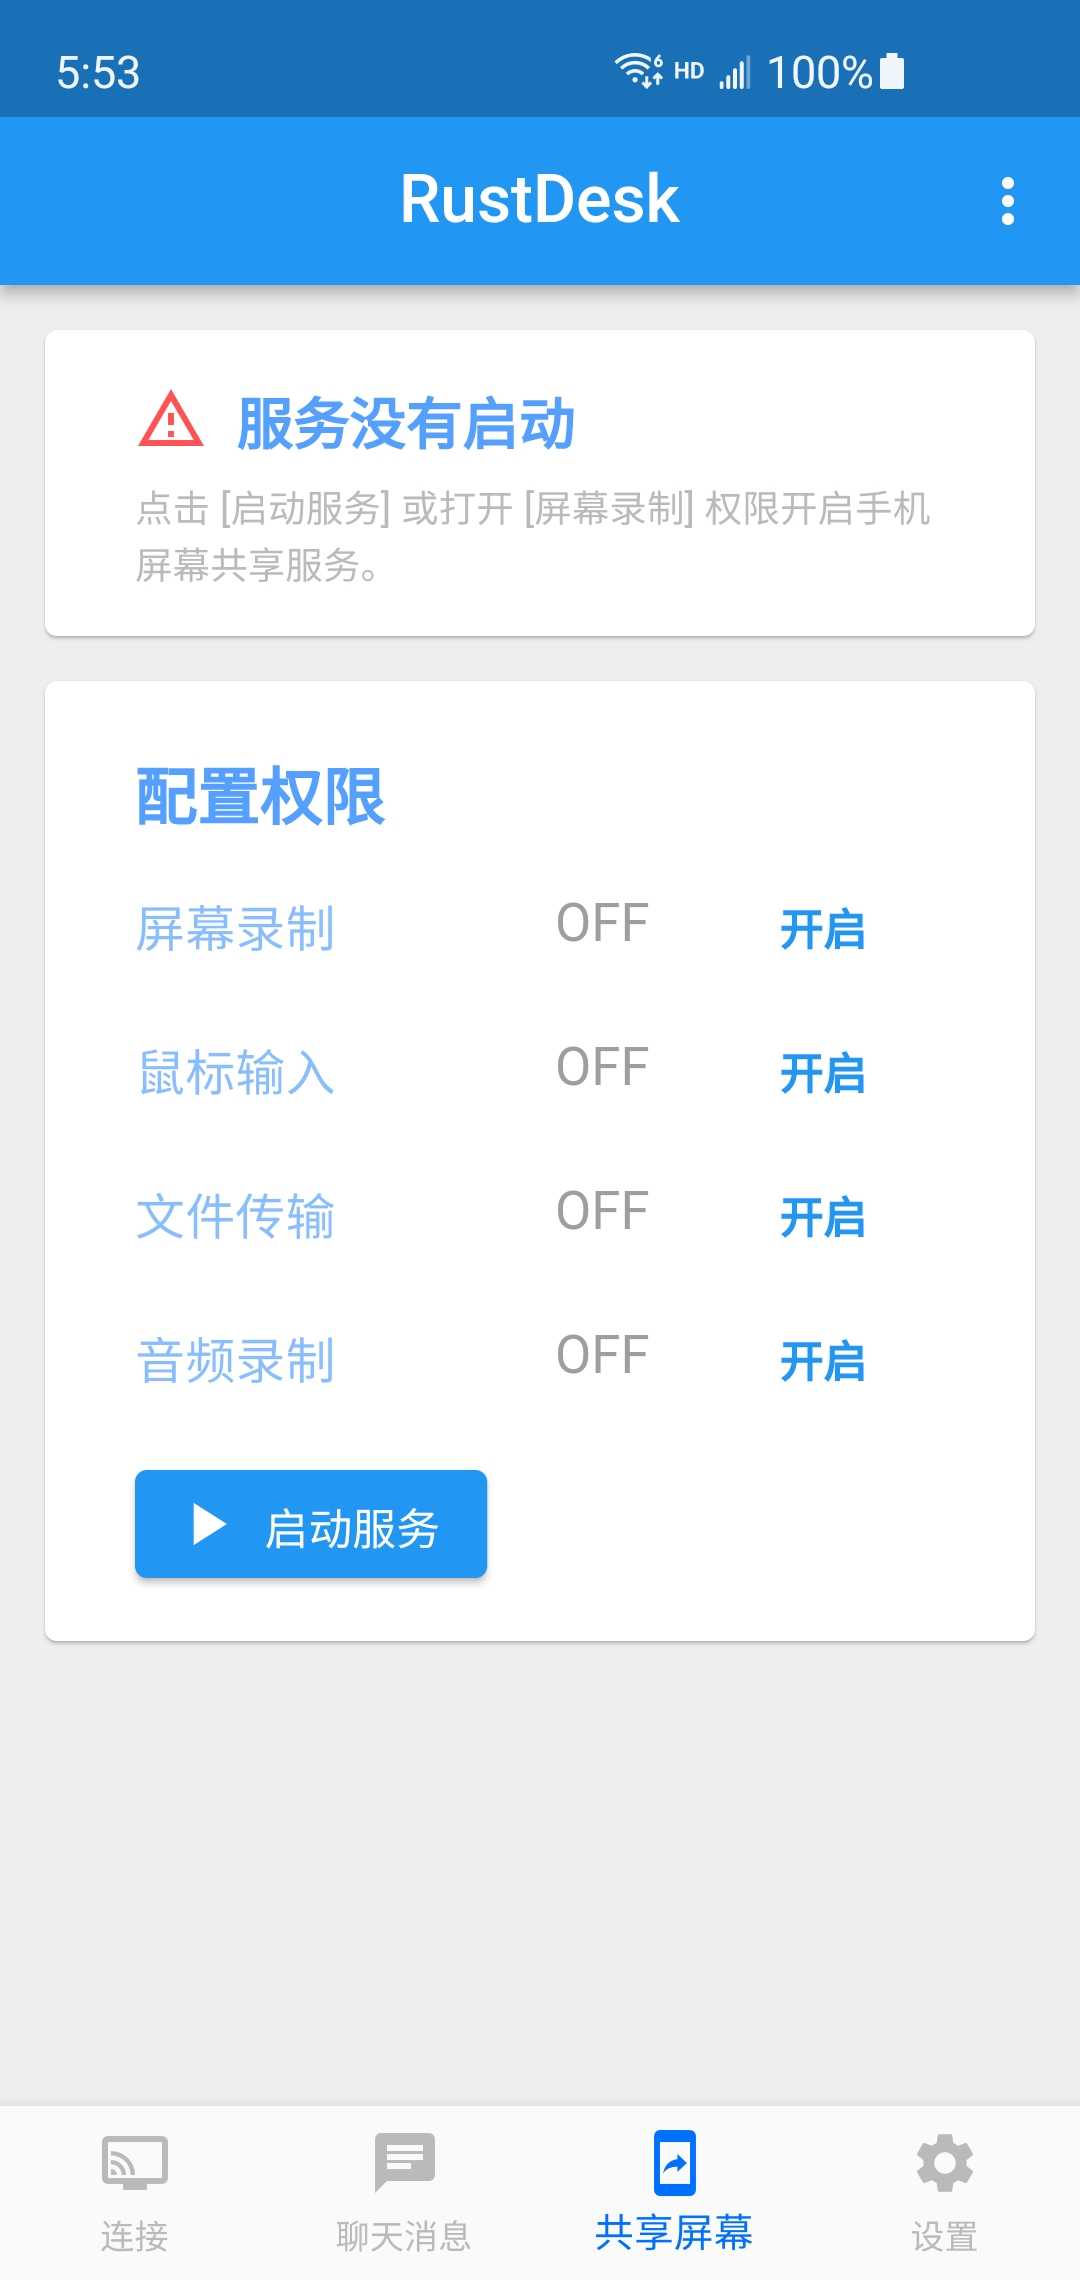 5:53
6 HD 100%
RustDesk
服务没有启动
点击 [启动服务] 或打开 [屏幕录制] 权限开启手机
屏幕共享服务。
配置权限
屏幕录制 OFF 开启
鼠标输入 OFF 开启
文件传输 OFF 开启
音频录制 OFF 开启
启动服务
连接 聊天消息 共享屏幕 设置